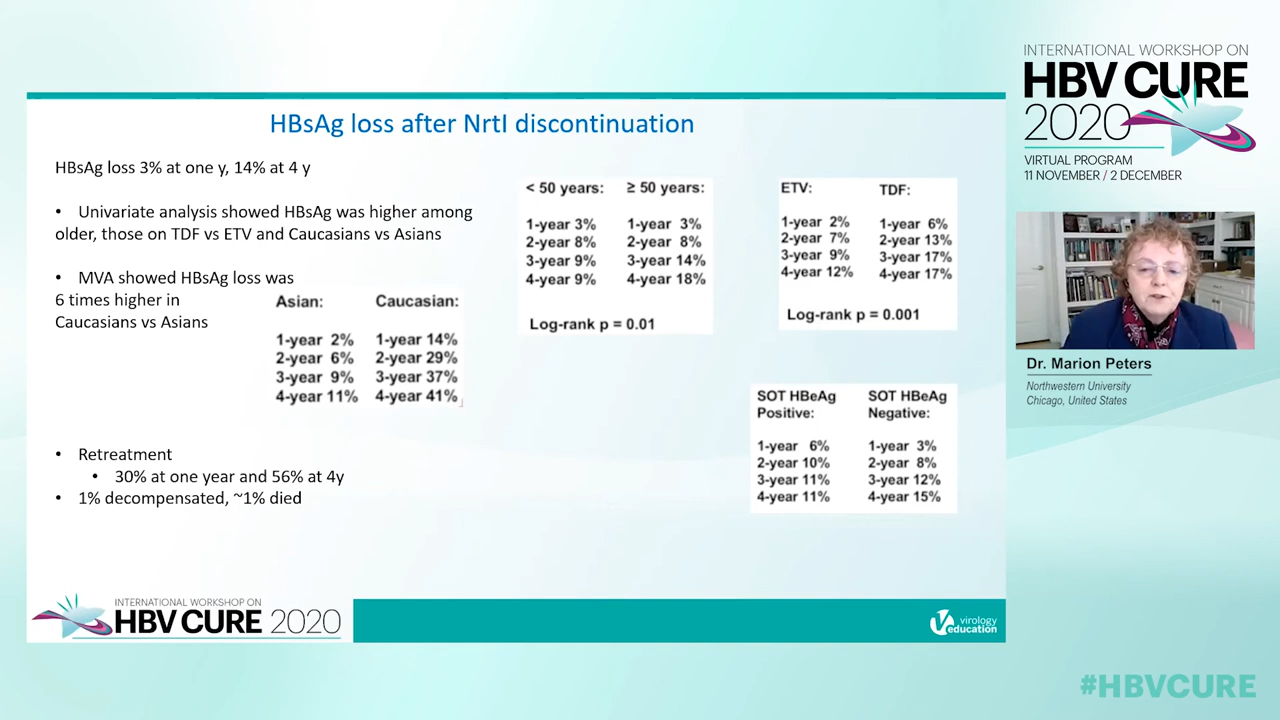 INTERNATIONAL WORKSHOP ON
HBV CURE
2020
VIRTUAL PROGRAM
11 NOVEMBER / 2 DECEMBER
HBsAg loss after NrtI discontinuation
HBsAg loss 3% at one y, 14% at 4 y
• Univariate analysis showed HBsAg was higher among
older, those on TDF vs ETV and Caucasians vs Asians
• MVA showed HBsAg loss was
6 times higher in
Caucasians vs Asians
Asian: Caucasian:
1-year 2% 1-year 14%
2-year 6% 2-year 29%
3-year 9% 3-year 37%
4-year 11% 4-year 41%
< 50 years: ≥ 50 years:
1-year 3% 1-year 3%
2-year 8% 2-year 8%
3-year 9% 3-year 14%
4-year 9% 4-year 18%
Log-rank p = 0.01
ETV: TDF:
1-year 2% 1-year 6%
2-year 7% 2-year 13%
3-year 9% 3-year 17%
4-year 12% 4-year 17%
Log-rank p = 0.001
SOT HBeAg SOT HBeAg
Positive: Negative:
1-year 6% 1-year 3%
2-year 10% 2-year 8%
3-year 11% 3-year 12%
4-year 11% 4-year 15%
• Retreatment
• 30% at one year and 56% at 4y
• 1% decompensated, ~1% died
Dr. Marion Peters
Northwestern University
Chicago, United States
INTERNATIONAL WORKSHOP ON
HBV CURE 2020
virology
education
#HBVCURE